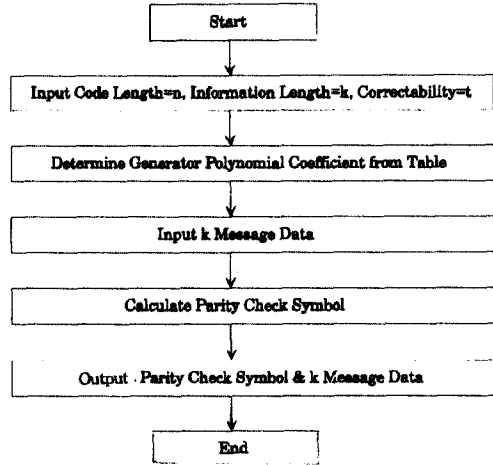 Start
Input Code Length=n, Information Length=k, Correctability=t
Determine Generator Polynomial Coefficient from Table
Input k Message Data
Calculate Parity Check Symbol
Output · Parity Check Symbol & k Message Data
End